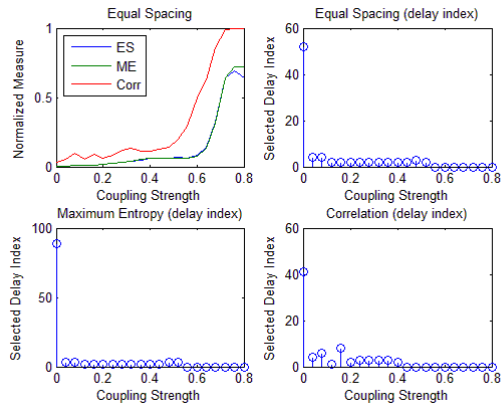 Equal Spacing
Normalized Measure
1
0.5
0
ES
ME
Corr
0 0.2 0.4 0.6 0.8
Coupling Strength
Equal Spacing (delay index)
Selected Delay Index
60
40
20
0
0 0.2 0.4 0.6 0.8
Coupling Strength
Maximum Entropy (delay index)
Selected Delay Index
100
50
0
0 0.2 0.4 0.6 0.8
Coupling Strength
Correlation (delay index)
Selected Delay Index
60
40
20
0
0 0.2 0.4 0.6 0.8
Coupling Strength